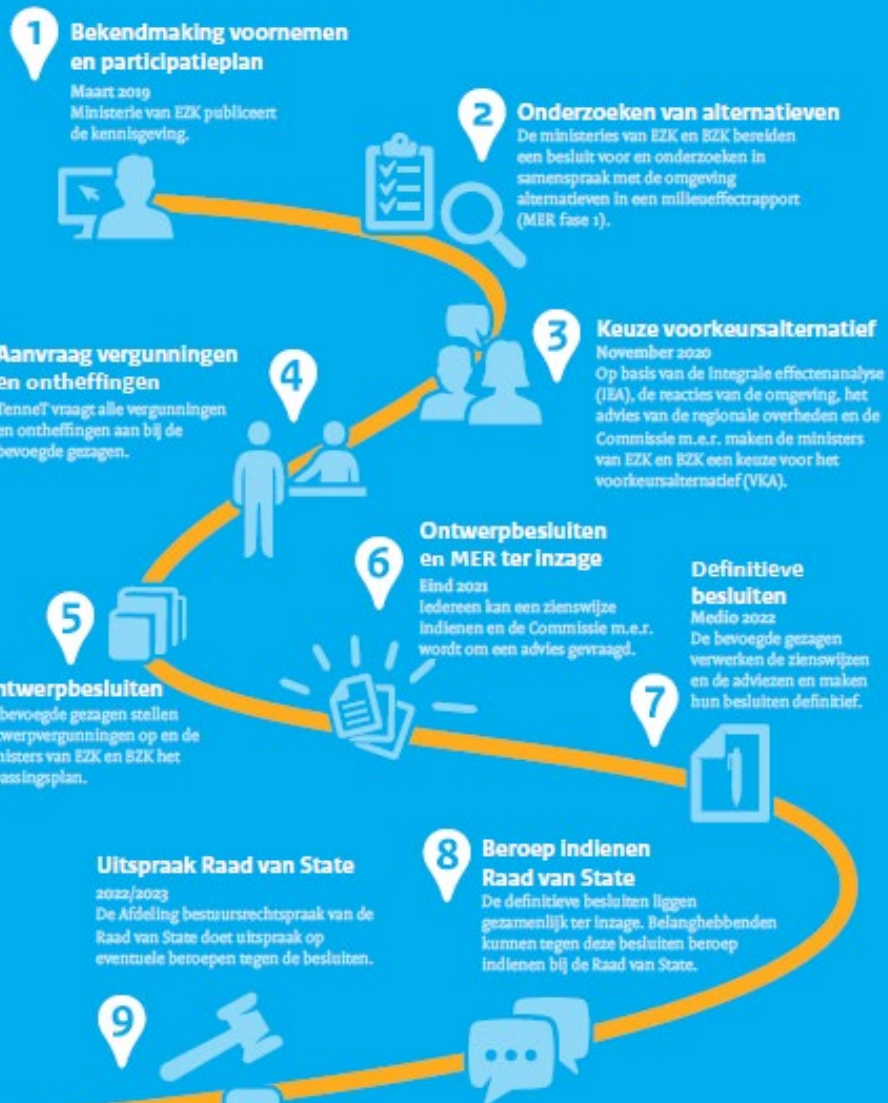 1
Bekendmaking voornemen
en participatieplan
Maart 2019
Ministerie van EZK publiceert
de kennisgeving.
2
Onderzoeken van alternatieven
De ministeries van EZK en BZK bereiden
een besluit voor en onderzoeken in
samenspraak met de omgeving
alternatieven in een milieueffectrapport
(MER fase 1).
3
Keuze voorkeursalternatief
November 2020
Op basis van de Integrale effectenanalyse
(IEA), de reacties van de omgeving, het
advies van de regionale overheden en de
Commissie m.e.r. maken de ministers
van EZK en BZK een keuze voor het
voorkeursalternatief (VKA).
4
Aanvraag vergunningen
en ontheffingen
TenneT vraagt alle vergunningen
en ontheffingen aan bij de
bevoegde gezagen.
5
ntwerpbesluiten
bevoegde gezagen stellen
twerpvergunningen op en de
nisters van EZK en BZK het
passingsplan.
6
Ontwerpbesluiten
en MER ter inzage
Eind 2021
Iedereen kan een zienswijze
indienen en de Commissie m.e.r.
wordt om een advies gevraagd.
7
Definitieve
besluiten
Medio 2022
De bevoegde gezagen
verwerken de zienswijzen
en de adviezen en maken
hun besluiten definitief.
8
Beroep indienen
Raad van State
De definitieve besluiten liggen
gezamenlijk ter inzage. Belanghebbenden
kunnen tegen deze besluiten beroep
indienen bij de Raad van State.
9
Uitspraak Raad van State
2022/2023
De Afdeling bestuursrechtspraak van de
Raad van State doet uitspraak op
eventuele beroepen tegen de besluiten.